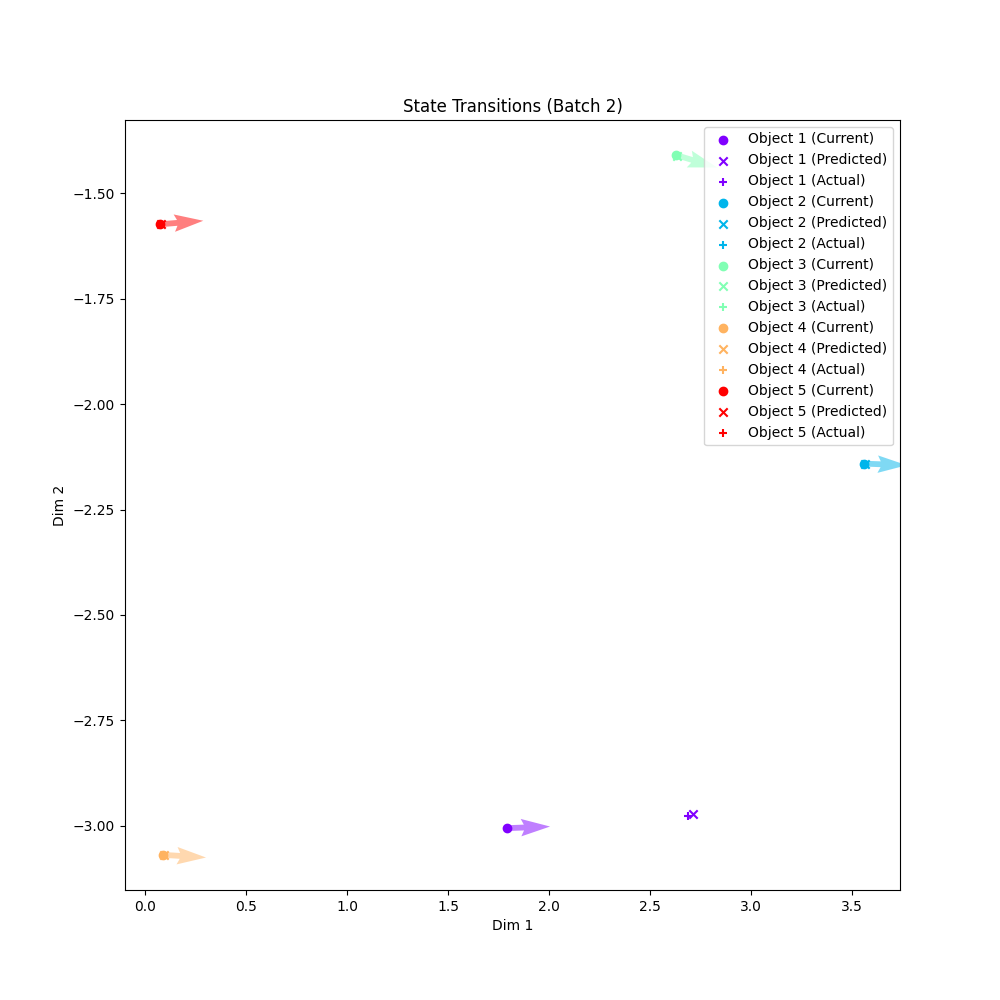 State Transitions (Batch 2)
Object 1 (Current)
Object 1 (Predicted)
Object 1 (Actual)
Object 2 (Current)
Object 2 (Predicted)
Object 2 (Actual)
Object 3 (Current)
Object 3 (Predicted)
Object 3 (Actual)
Object 4 (Current)
Object 4 (Predicted)
Object 4 (Actual)
Object 5 (Current)
Object 5 (Predicted)
Object 5 (Actual)
−1.50
−1.75
−2.00
−2.25
−2.50
−2.75
−3.00
Dim 2
0.0 0.5 1.0 1.5 2.0 2.5 3.0 3.5
Dim 1